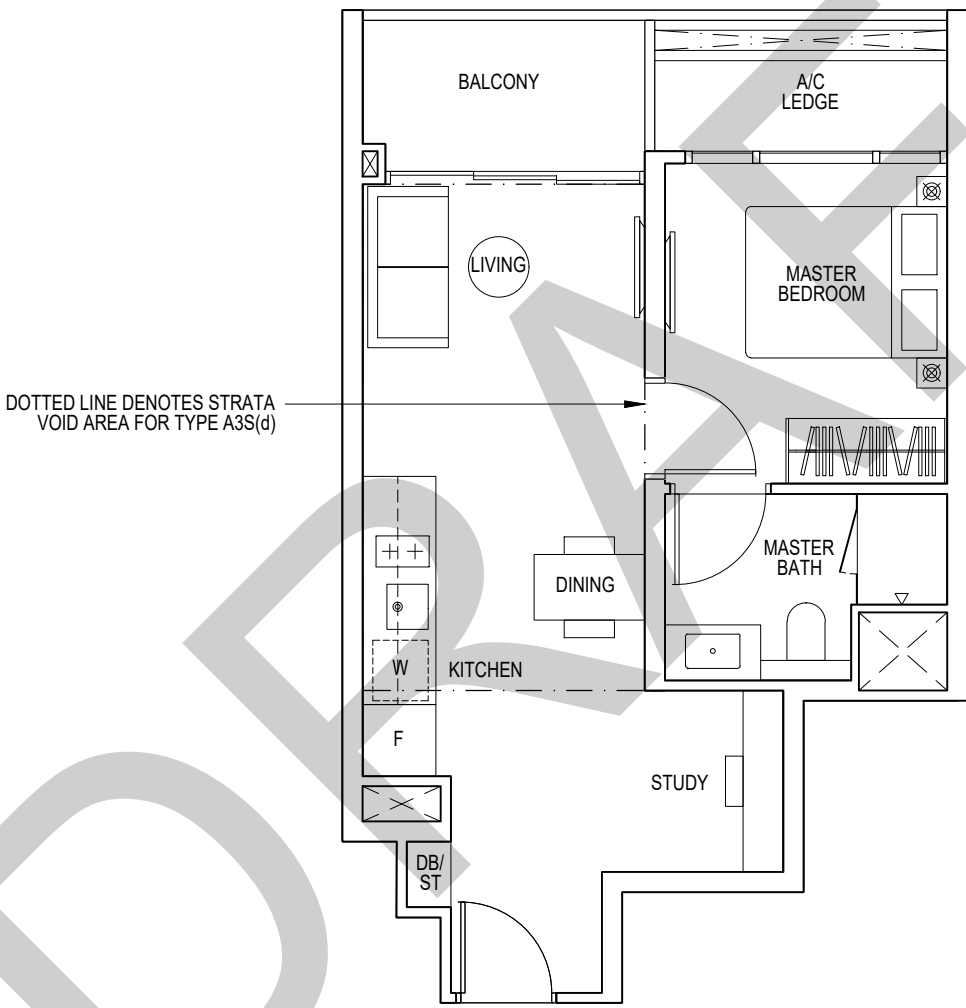 BALCONY
A/C
LEDGE
LIVING
MASTER
BEDROOM
DOTTED LINE DENOTES STRATA
VOID AREA FOR TYPE A3S(d)
MASTER
BATH
DINING
W
KITCHEN
F
STUDY
DB/
ST
DRAF